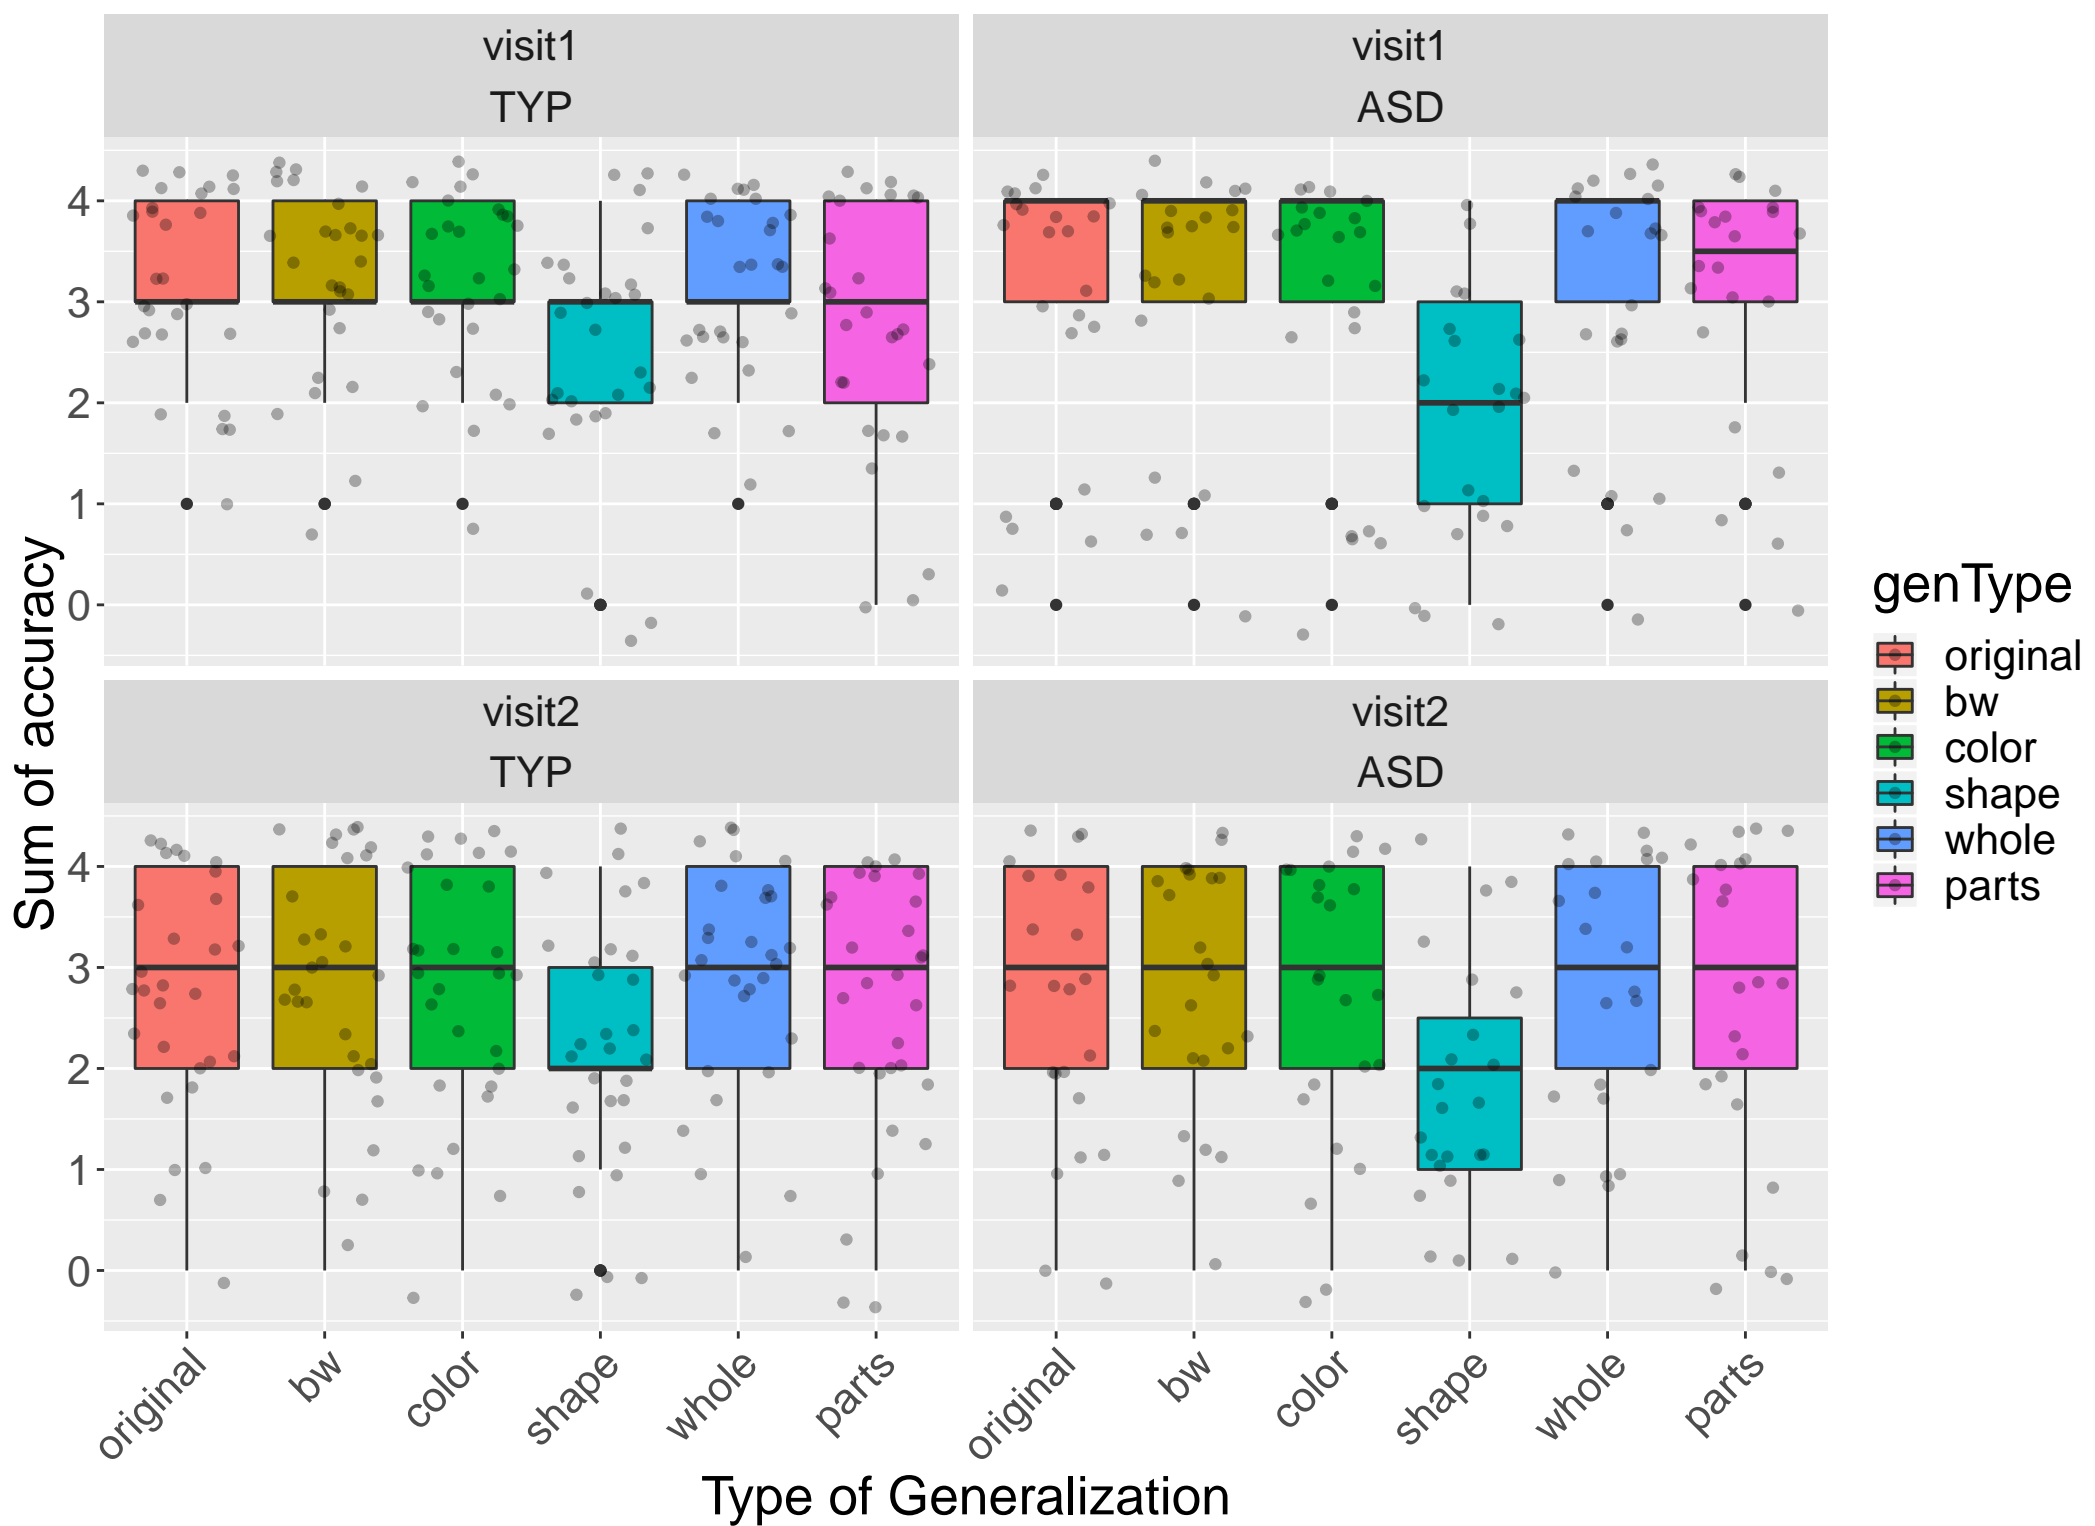 visit1
TYP
visit1
ASD
4
3
2
1
0
visit2
TYP
visit2
ASD
4
3
2
1
0
original
bw
color
shape
whole
parts
original
bw
color
shape
whole
parts
Type of Generalization
Sum of accuracy
genType
original
bw
color
shape
whole
parts